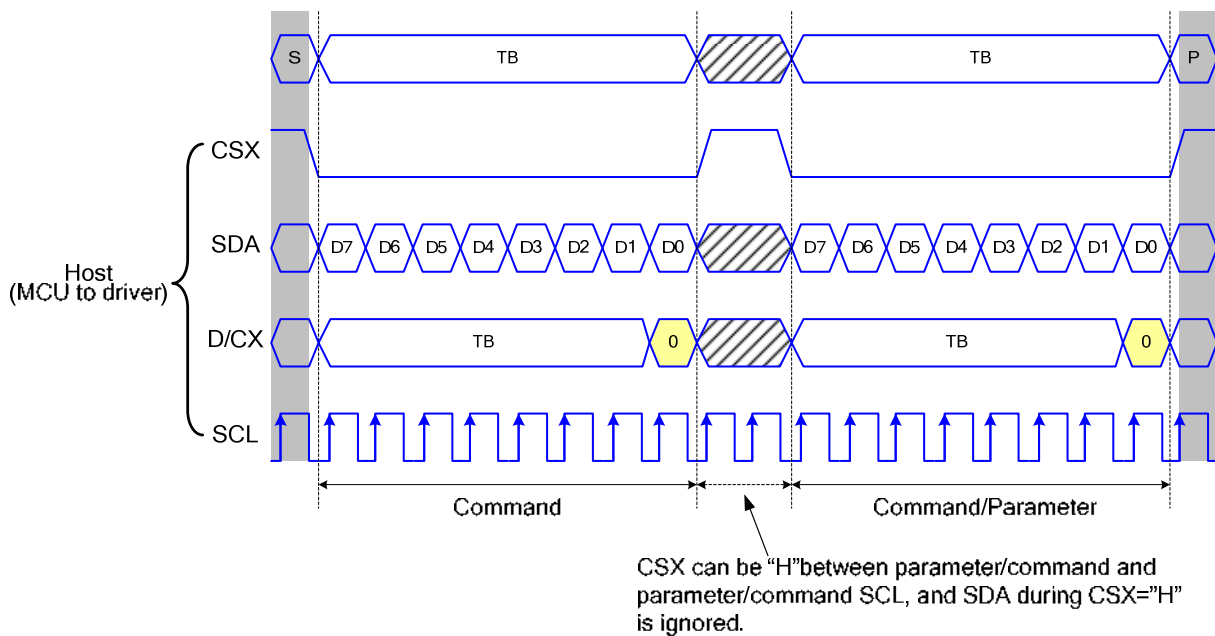 S TB TB P
CSX
SDA D7 D6 D5 D4 D3 D2 D1 D0 D7 D6 D5 D4 D3 D2 D1 D0
Host
(MCU to driver)
D/CX TB 0 TB 0
SCL
Command Command/Parameter
CSX can be “H”between parameter/command and
parameter/command SCL, and SDA during CSX=”H”
is ignored.